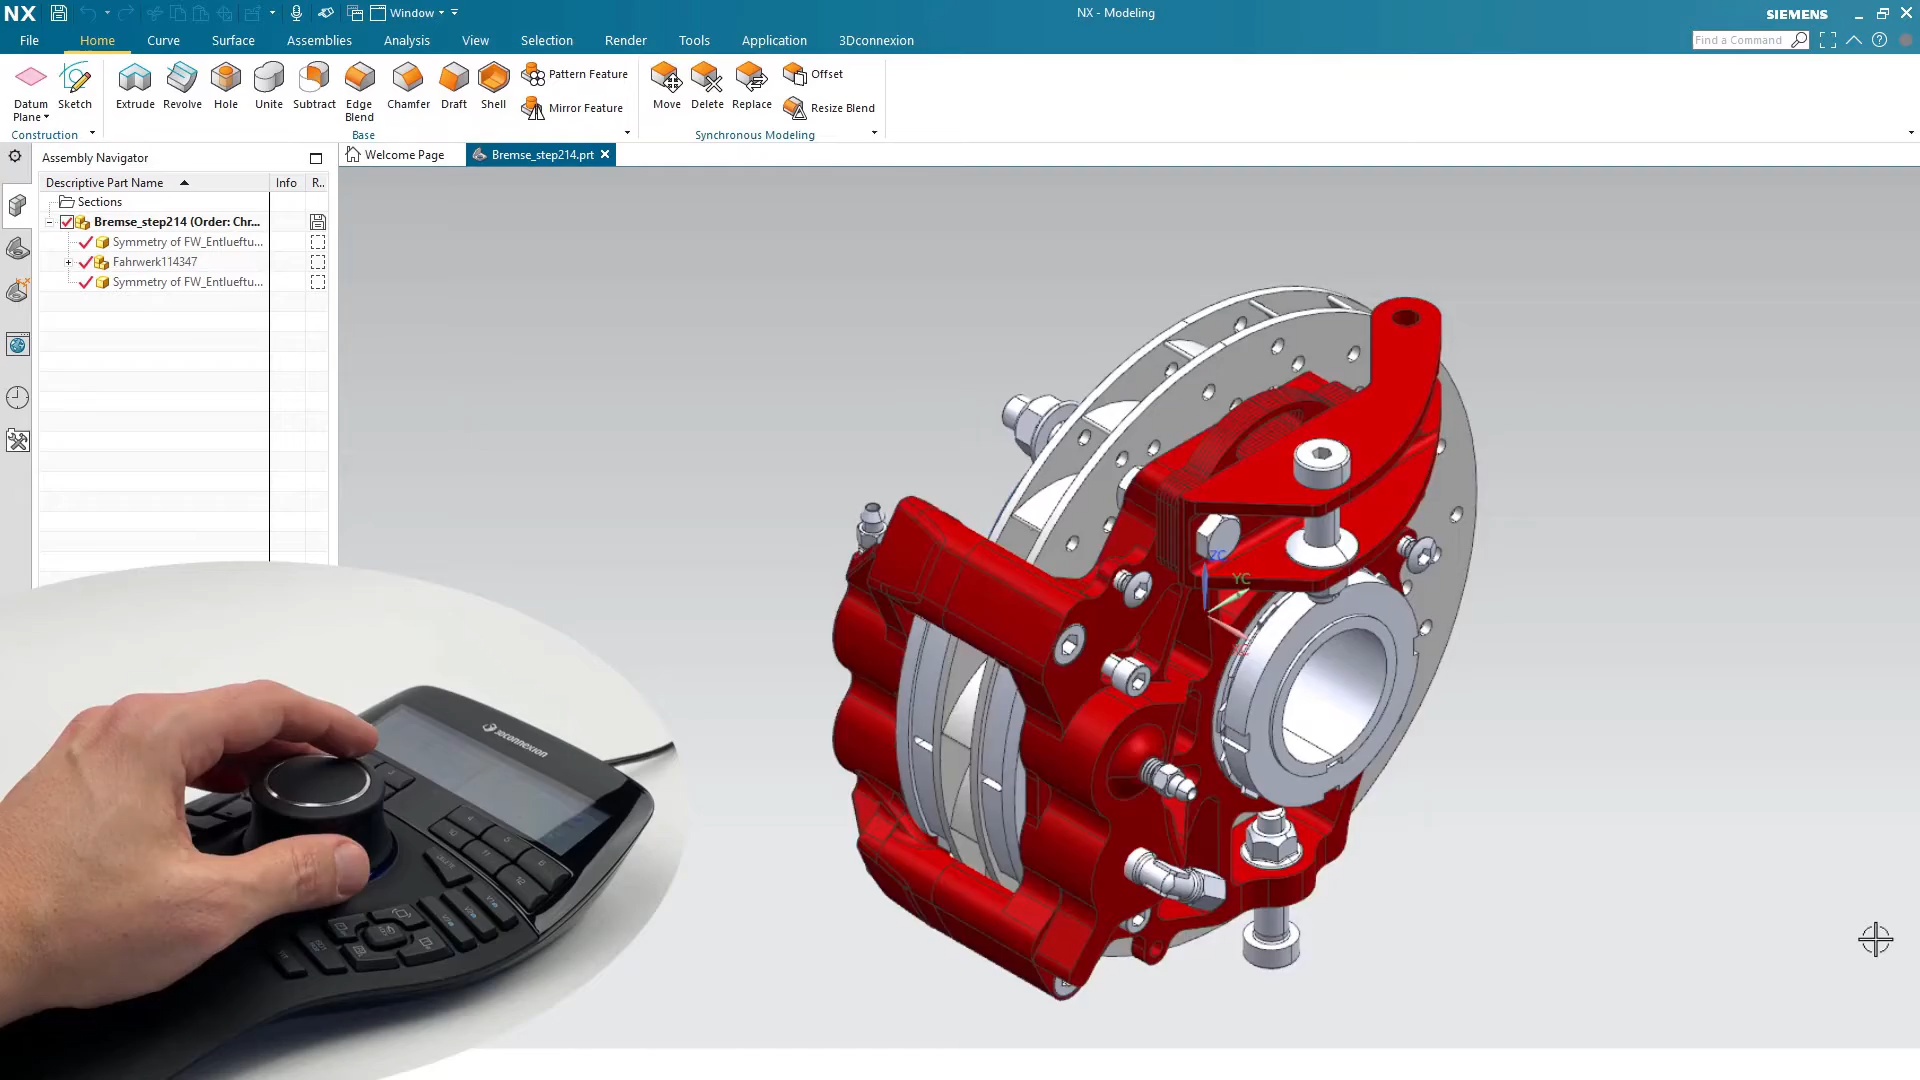 NX
Window
NX - Modeling
SIEMENS
File
Home
Curve
Surface
Assemblies
Analysis
View
Selection
Render
Tools
Application
3Dconnexion
Find a Command
Datum Plane
Sketch
Extrude
Revolve
Hole
Unite
Subtract
Edge Blend
Chamfer
Draft
Shell
Pattern Feature
Mirror Feature
Move
Delete
Replace
Offset
Resize Blend
Construction
Base
Synchronous Modeling
Assembly Navigator
Welcome Page
Bremse_step214.prt
Descriptive Part Name
Info
R..
Sections
Bremse_step214 (Order: Chr...
Symmetry of FW_Entlueftu...
Fahrwerk114347
Symmetry of FW_Entlueftu...
ZC
YC
3Dconnexion